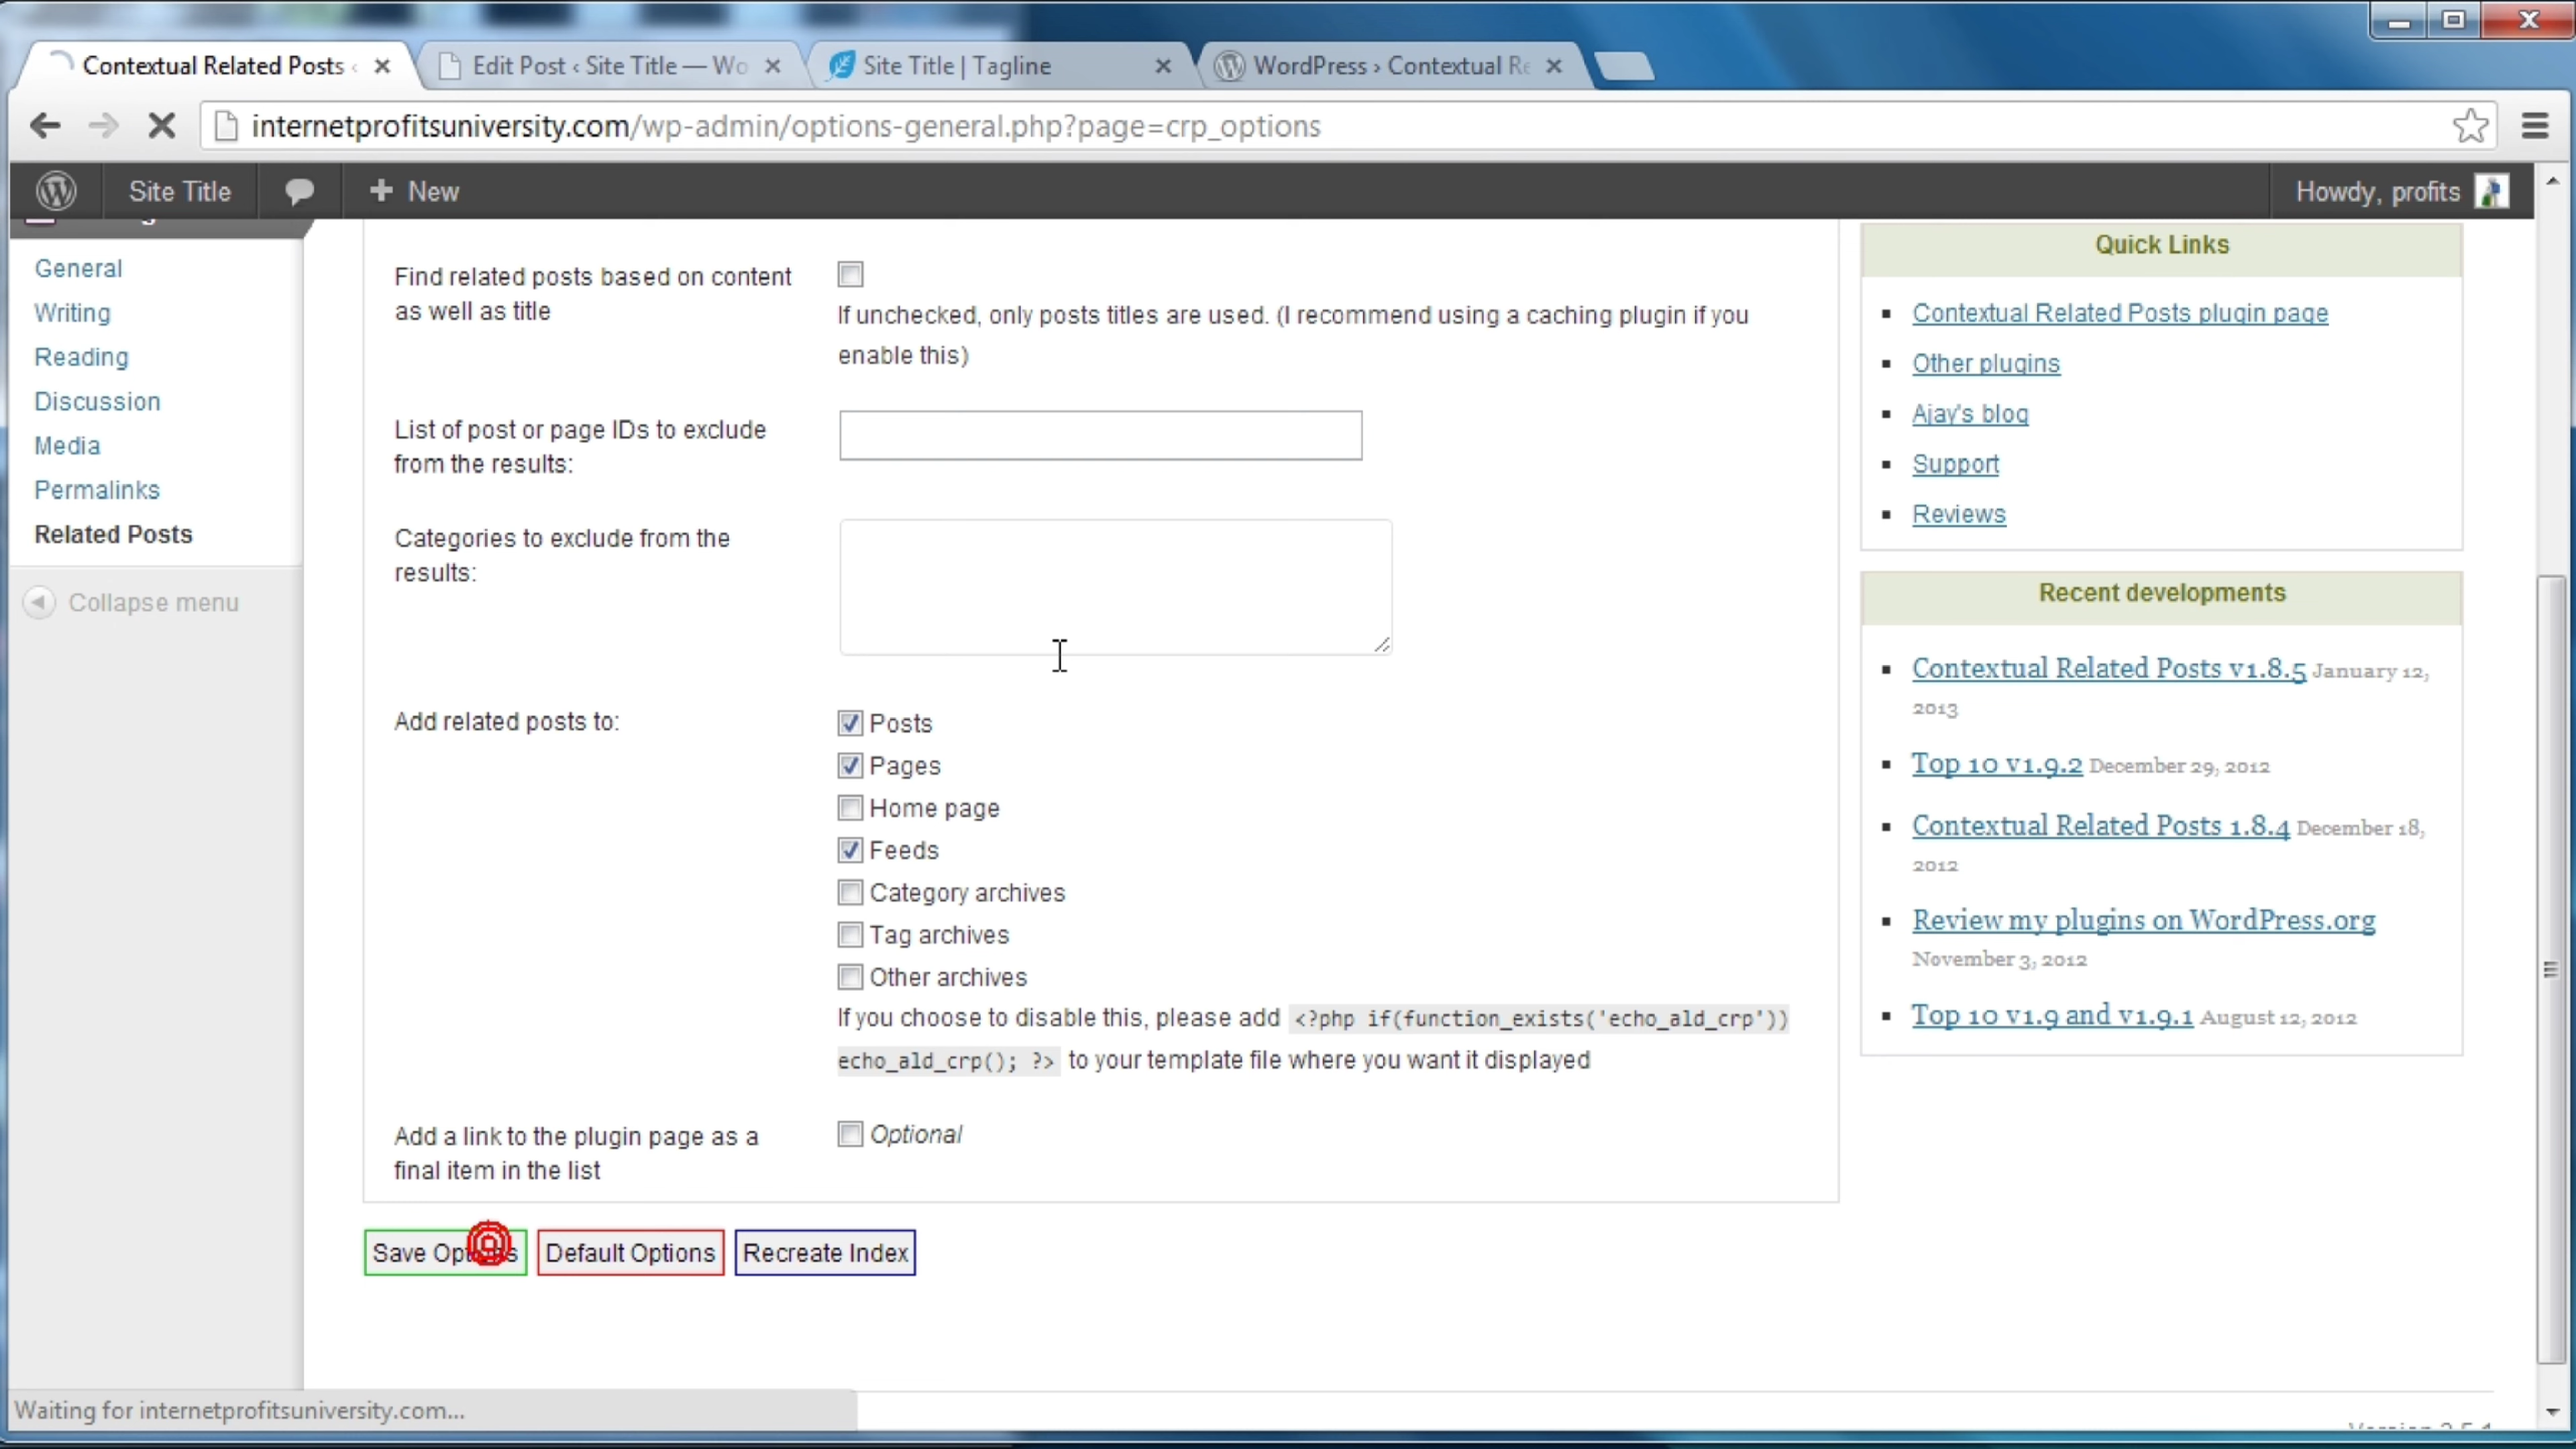 Contextual Related Posts ‹
Edit Post ‹ Site Title — Wo
Site Title | Tagline
WordPress › Contextual Re
internetprofitsuniversity.com/wp-admin/options-general.php?page=crp_options
Site Title
New
Howdy, profits
General
Writing
Reading
Discussion
Media
Permalinks
Related Posts
Collapse menu
Find related posts based on content
as well as title
If unchecked, only posts titles are used. (I recommend using a caching plugin if you
enable this)
List of post or page IDs to exclude
from the results:
Categories to exclude from the
results:
Add related posts to:
Posts
Pages
Home page
Feeds
Category archives
Tag archives
Other archives
If you choose to disable this, please add <?php if(function_exists('echo_ald_crp'))
echo_ald_crp(); ?> to your template file where you want it displayed
Add a link to the plugin page as a
final item in the list
Optional
Save Options
Default Options
Recreate Index
Quick Links
Contextual Related Posts plugin page
Other plugins
Ajay's blog
Support
Reviews
Recent developments
Contextual Related Posts v1.8.5 January 12,
2013
Top 10 v1.9.2 December 29, 2012
Contextual Related Posts 1.8.4 December 18,
2012
Review my plugins on WordPress.org
November 3, 2012
Top 10 v1.9 and v1.9.1 August 12, 2012
Waiting for internetprofitsuniversity.com...